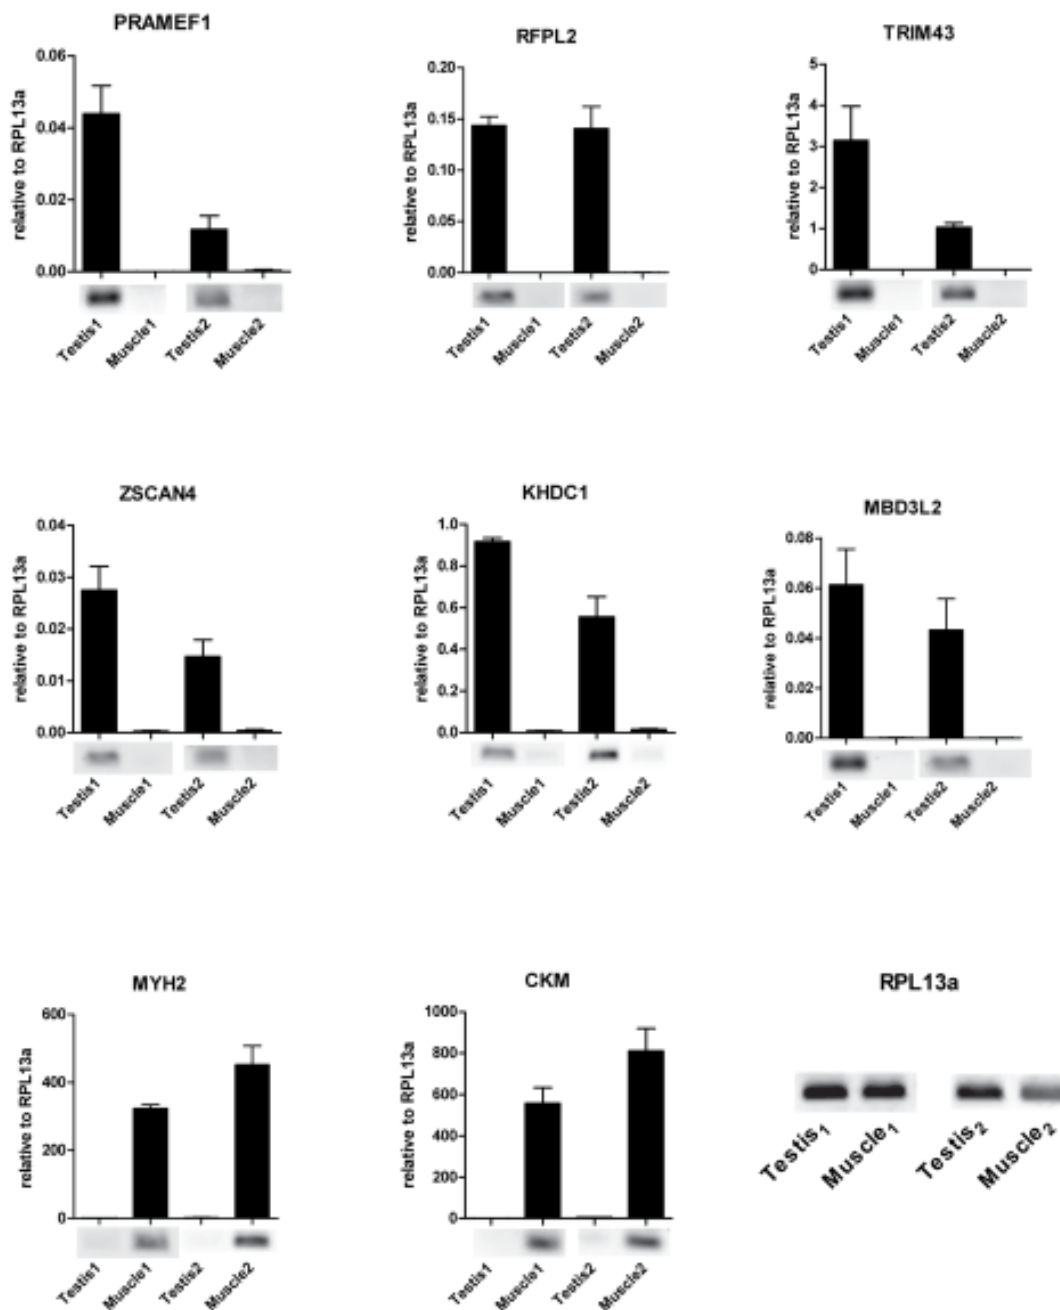 PRAMEF1
relative to RPL13a
0.06
0.04
0.02
0.00
Testis1 Muscle1 Testis2 Muscle2
RFPL2
relative to RPL13a
0.20
0.15
0.10
0.05
0.00
Testis1 Muscle1 Testis2 Muscle2
TRIM43
relative to RPL13a
5
4
3
2
1
0
Testis1 Muscle1 Testis2 Muscle2
ZSCAN4
relative to RPL13a
0.04
0.03
0.02
0.01
0.00
Testis1 Muscle1 Testis2 Muscle2
KHDC1
relative to RPL13a
1.0
0.8
0.6
0.4
0.2
0.0
Testis1 Muscle1 Testis2 Muscle2
MBD3L2
relative to RPL13a
0.08
0.06
0.04
0.02
0.00
Testis1 Muscle1 Testis2 Muscle2
MYH2
relative to RPL13a
600
400
200
0
Testis1 Muscle1 Testis2 Muscle2
CKM
relative to RPL13a
1000
800
600
400
200
0
Testis1 Muscle1 Testis2 Muscle2
RPL13a
Testis1 Muscle1 Testis2 Muscle2